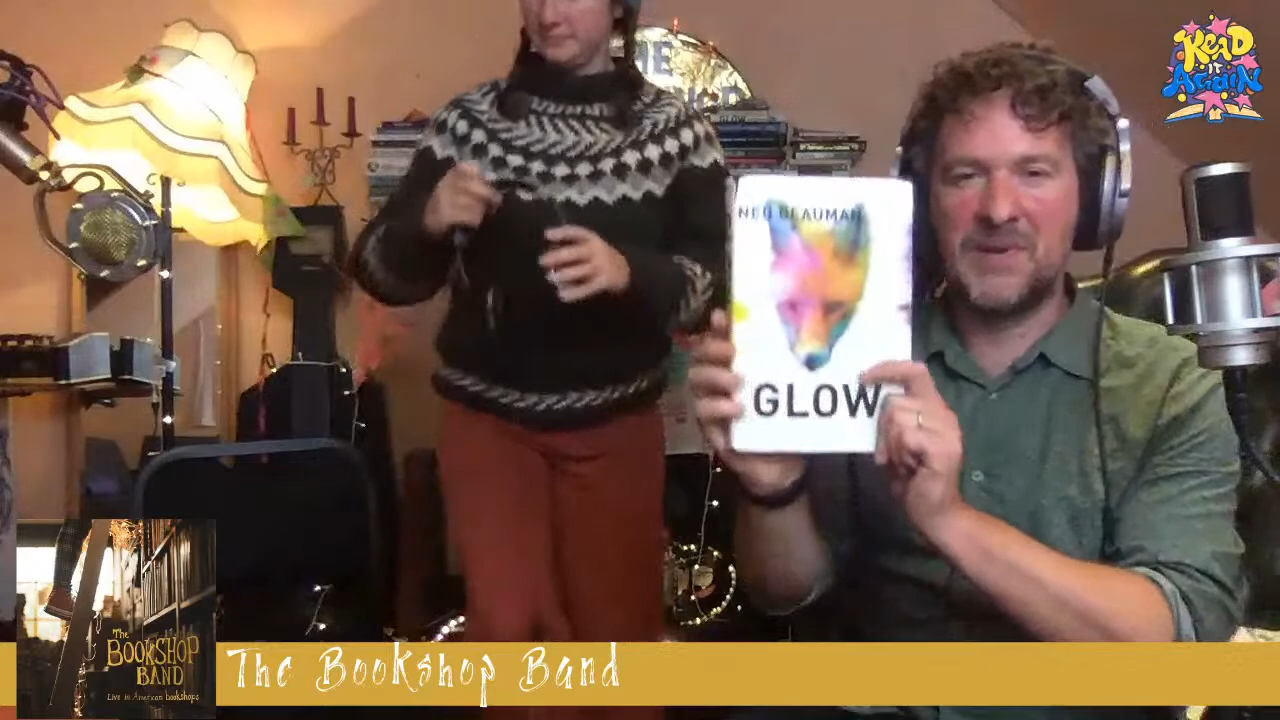 READ
IT
AGAIN
NED BEAUMAN
GLOW
The
BOOKSHOP
BAND
Live in American bookshops
The Bookshop Band